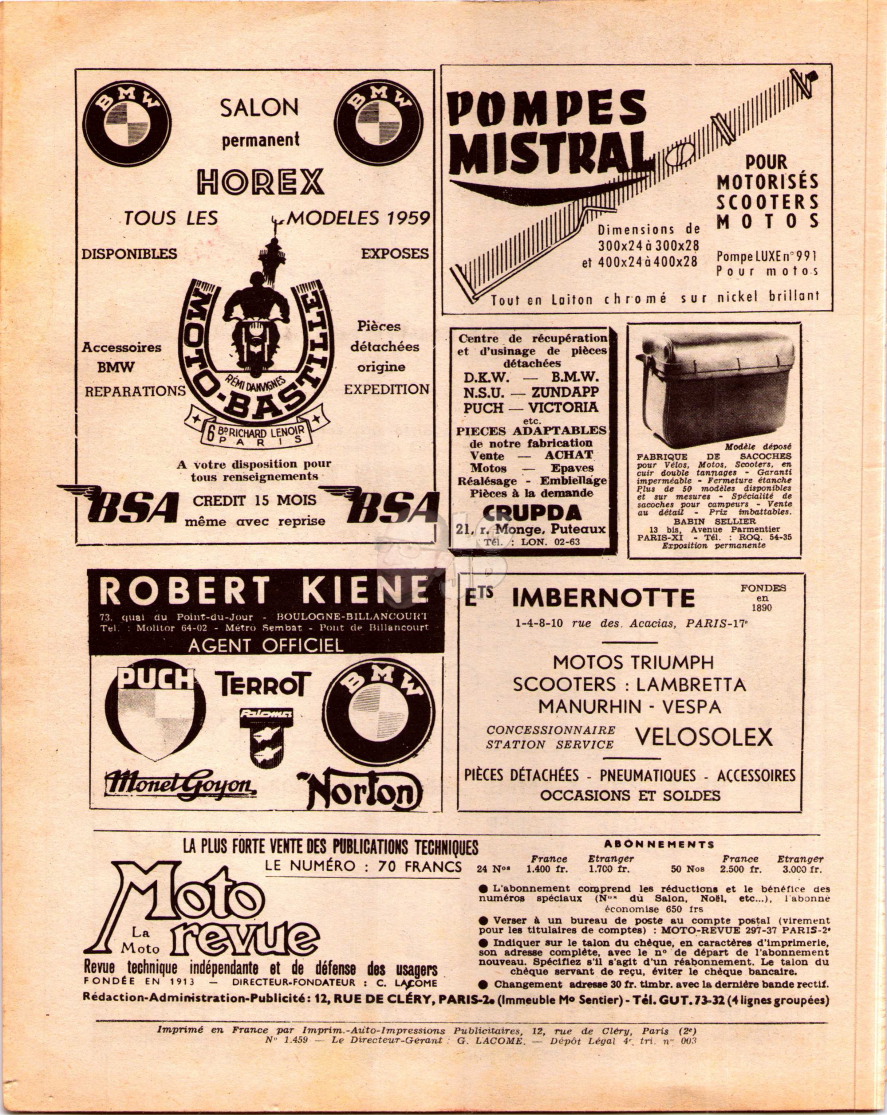 BMW
SALON
permanent
BMW
HOREX
TOUS LES MODELES 1959
DISPONIBLES EXPOSES
MOTO-BASTILLE
RÉMI DANVIGNES
6 Bd RICHARD LENOIR
PARIS
Accessoires
BMW
REPARATIONS
Pièces
détachées
origine
EXPEDITION
A votre disposition pour
tous renseignements
BSA CREDIT 15 MOIS BSA
même avec reprise
POMPES
MISTRAL
POUR
MOTORISÉS
SCOOTERS
MOTOS
Dimensions de
300x24 à 300x28
et 400x24 à 400x28
Pompe LUXE n° 991
Pour motos
Tout en Laiton chromé sur nickel brillant
Centre de récupération
et d'usinage de pièces
détachées
D.K.W. — B.M.W.
N.S.U. — ZUNDAPP
PUCH — VICTORIA
etc.
PIECES ADAPTABLES
de notre fabrication
Vente — ACHAT
Motos — Epaves
Réalésage - Embiellage
Pièces à la demande
CRUPDA
21, r. Monge, Puteaux
Tél. : LON. 02-63
Modèle déposé
FABRIQUE DE SACOCHES
pour Vélos, Motos, Scooters, en
cuir double tannages - Garanti
imperméable - Fermeture étanche
Plus de 50 modèles disponibles
et sur mesures - Spécialité de
sacoches pour campeurs - Vente
au détail - Prix imbattables.
BABIN SELLIER
13 bis, Avenue Parmentier
PARIS-XI - Tél. : ROQ. 54-35
Exposition permanente
ROBERT KIENE
73, quai du Point-du-Jour - BOULOGNE-BILLANCOURT
Tel. : Molitor 64-02 - Métro Sembat - Pont de Billancourt
AGENT OFFICIEL
PUCH
TERROT
Paloma
BMW
Monet Goyon
Norton
Ets IMBERNOTTE
FONDES
en
1890
1-4-8-10 rue des Acacias, PARIS-17e
MOTOS TRIUMPH
SCOOTERS : LAMBRETTA
MANURHIN - VESPA
CONCESSIONNAIRE
STATION SERVICE
VELOSOLEX
PIÈCES DÉTACHÉES - PNEUMATIQUES - ACCESSOIRES
OCCASIONS ET SOLDES
LA PLUS FORTE VENTE DES PUBLICATIONS TECHNIQUES
LE NUMÉRO : 70 FRANCS
Moto
revue
La
Moto
Revue technique indépendante et de défense des usagers
FONDÉE EN 1913 — DIRECTEUR-FONDATEUR : C. LACOME
ABONNEMENTS
France Etranger France Etranger
24 Nos 1.400 fr. 1.700 fr. 50 Nos 2.500 fr. 3.000 fr.
● L'abonnement comprend les réductions et le bénéfice des
numéros spéciaux (Nos du Salon, Noël, etc...), l'abonné
économise 650 frs
● Verser à un bureau de poste au compte postal (virement
pour les titulaires de comptes) : MOTO-REVUE 297-37 PARIS-2e
● Indiquer sur le talon du chèque, en caractères d'imprimerie,
son adresse complète, avec le n° de départ de l'abonnement
nouveau. Spécifiez s'il s'agit d'un réabonnement. Le talon du
chèque servant de reçu, éviter le chèque bancaire.
● Changement adresse 30 fr. timbr. avec la dernière bande rectif.
Rédaction-Administration-Publicité : 12, RUE DE CLÉRY, PARIS-2e (Immeuble Mo Sentier) - Tél. GUT. 73-32 (4 lignes groupées)
Imprimé en France par Imprim.-Auto-Impressions Publicitaires, 12, rue de Cléry, Paris (2e)
N° 1.459 — Le Directeur-Gerant : G. LACOME. — Dépôt Légal 4e tri. n° 003